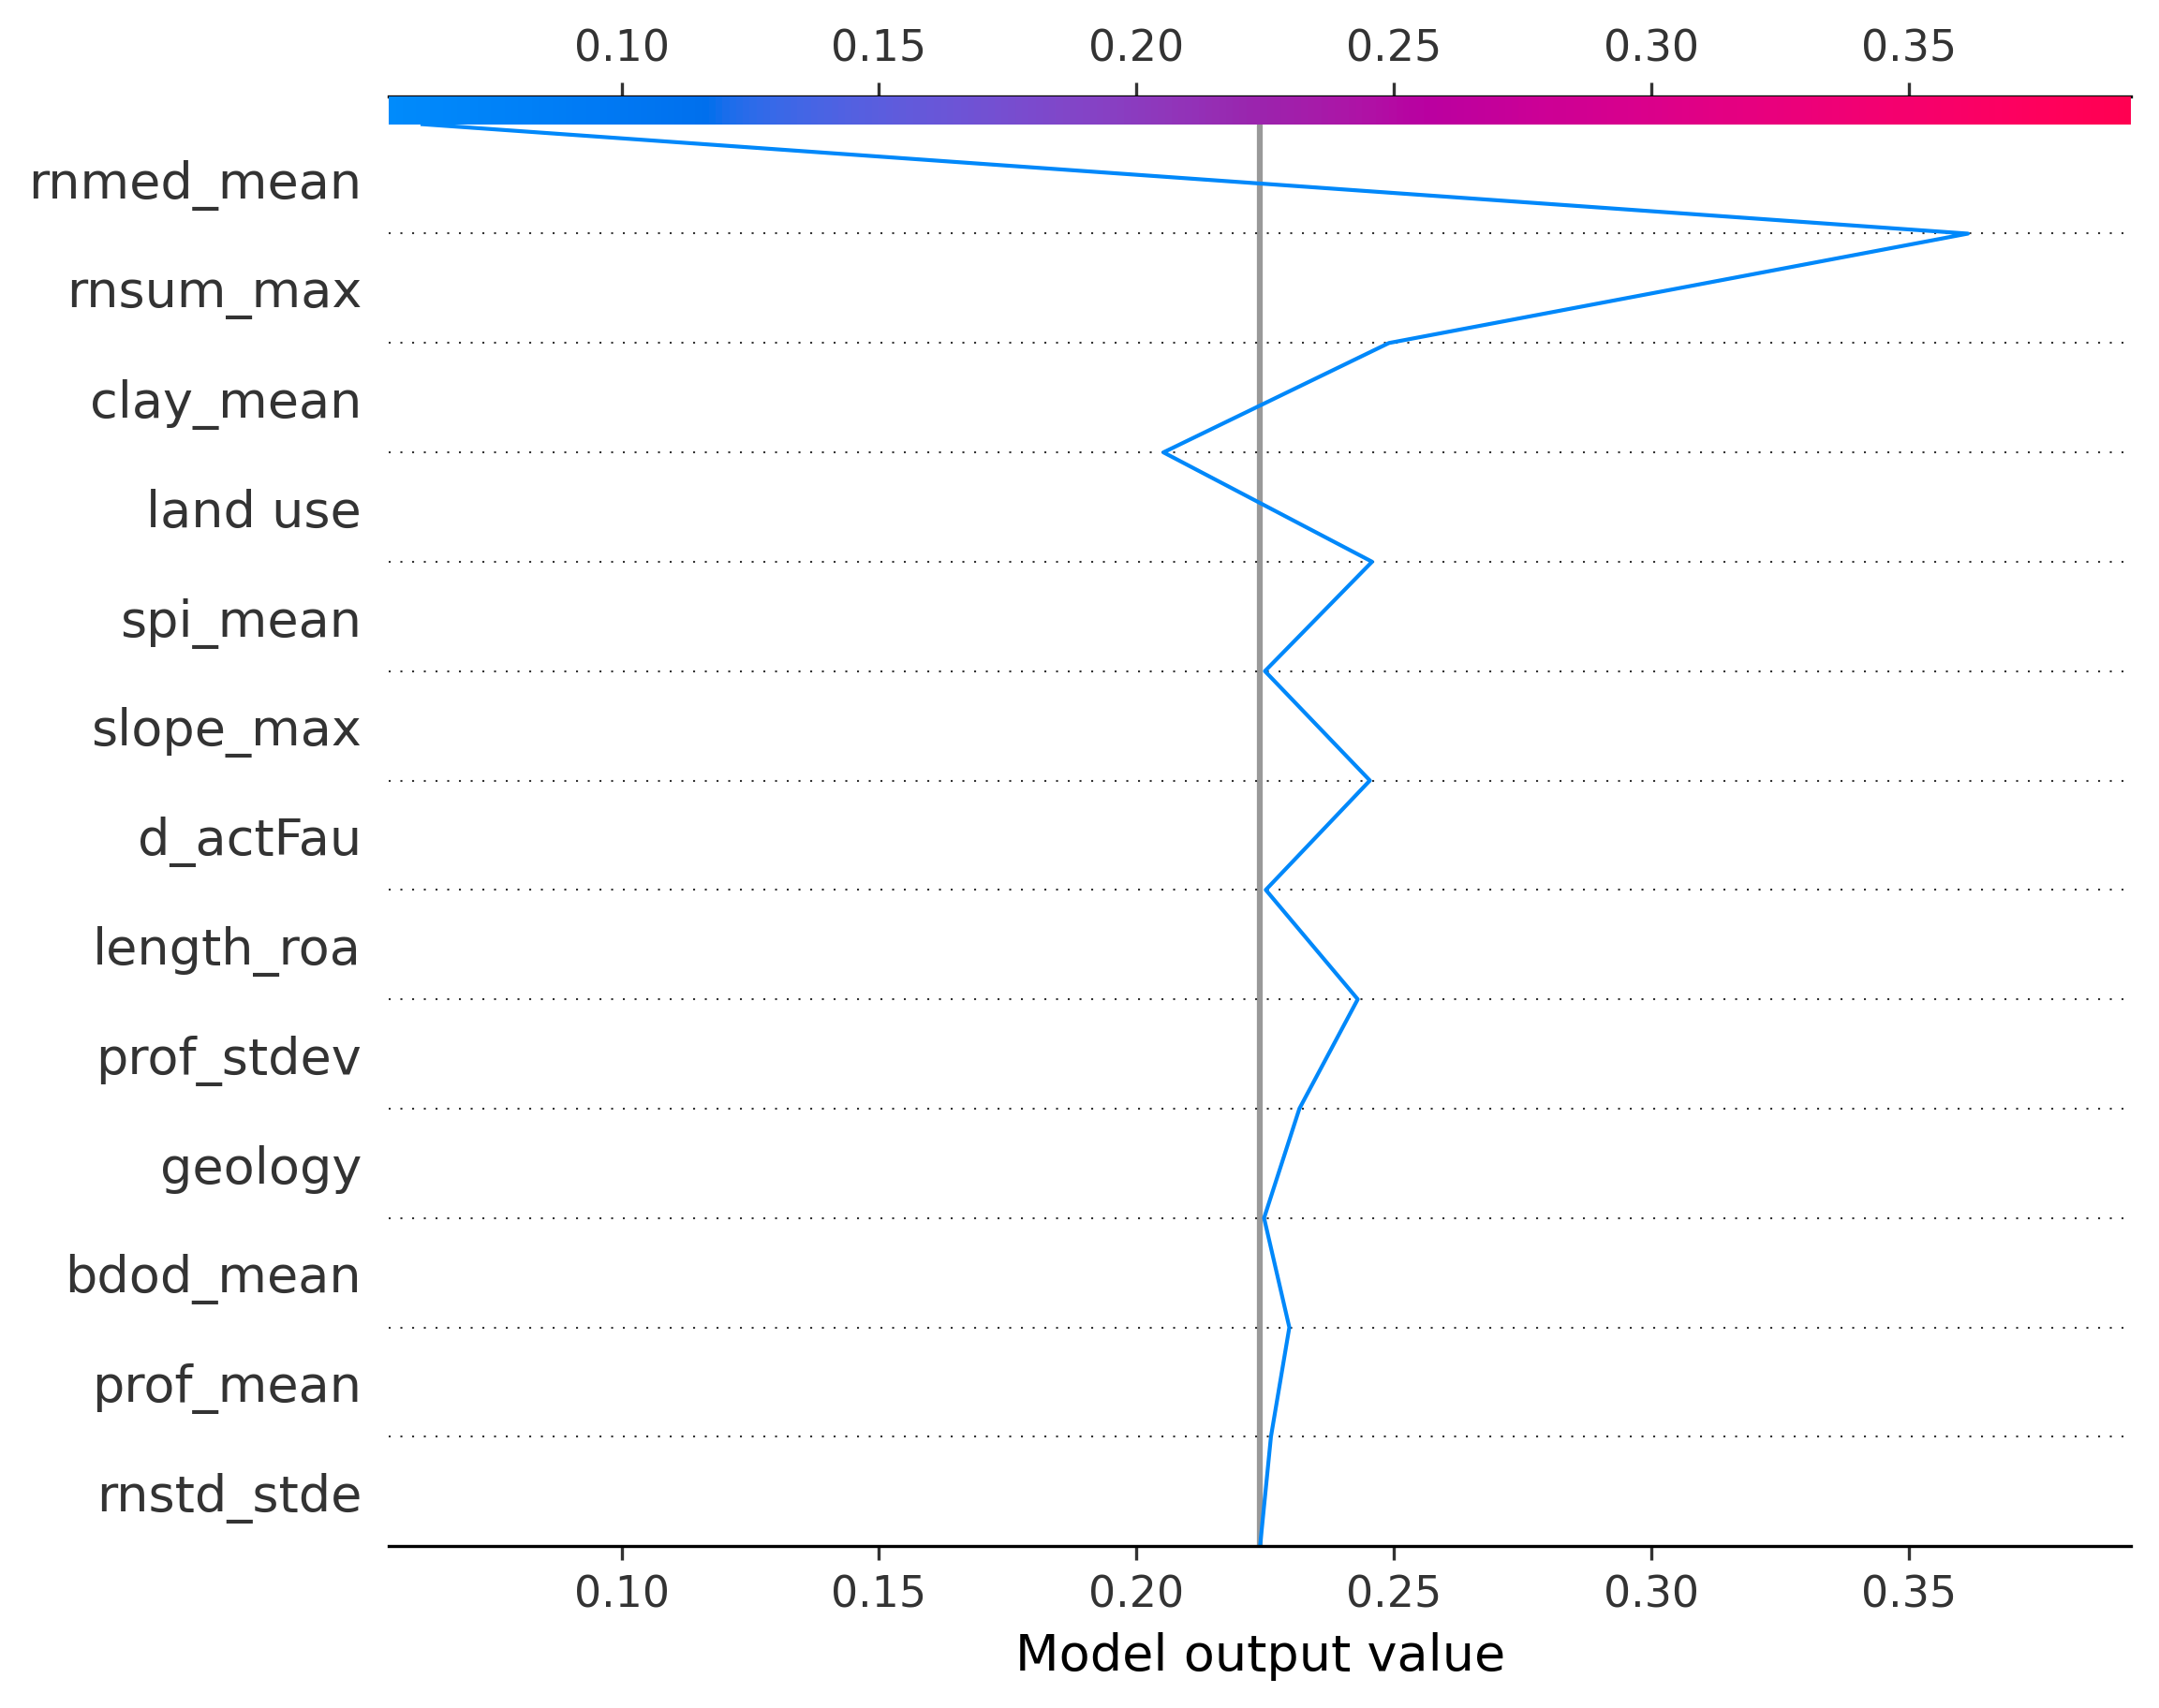 0.10 0.15 0.20 0.25 0.30 0.35
rnmed_mean
rnsum_max
clay_mean
land use
spi_mean
slope_max
d_actFau
length_roa
prof_stdev
geology
bdod_mean
prof_mean
rnstd_stde
0.10 0.15 0.20 0.25 0.30 0.35
Model output value